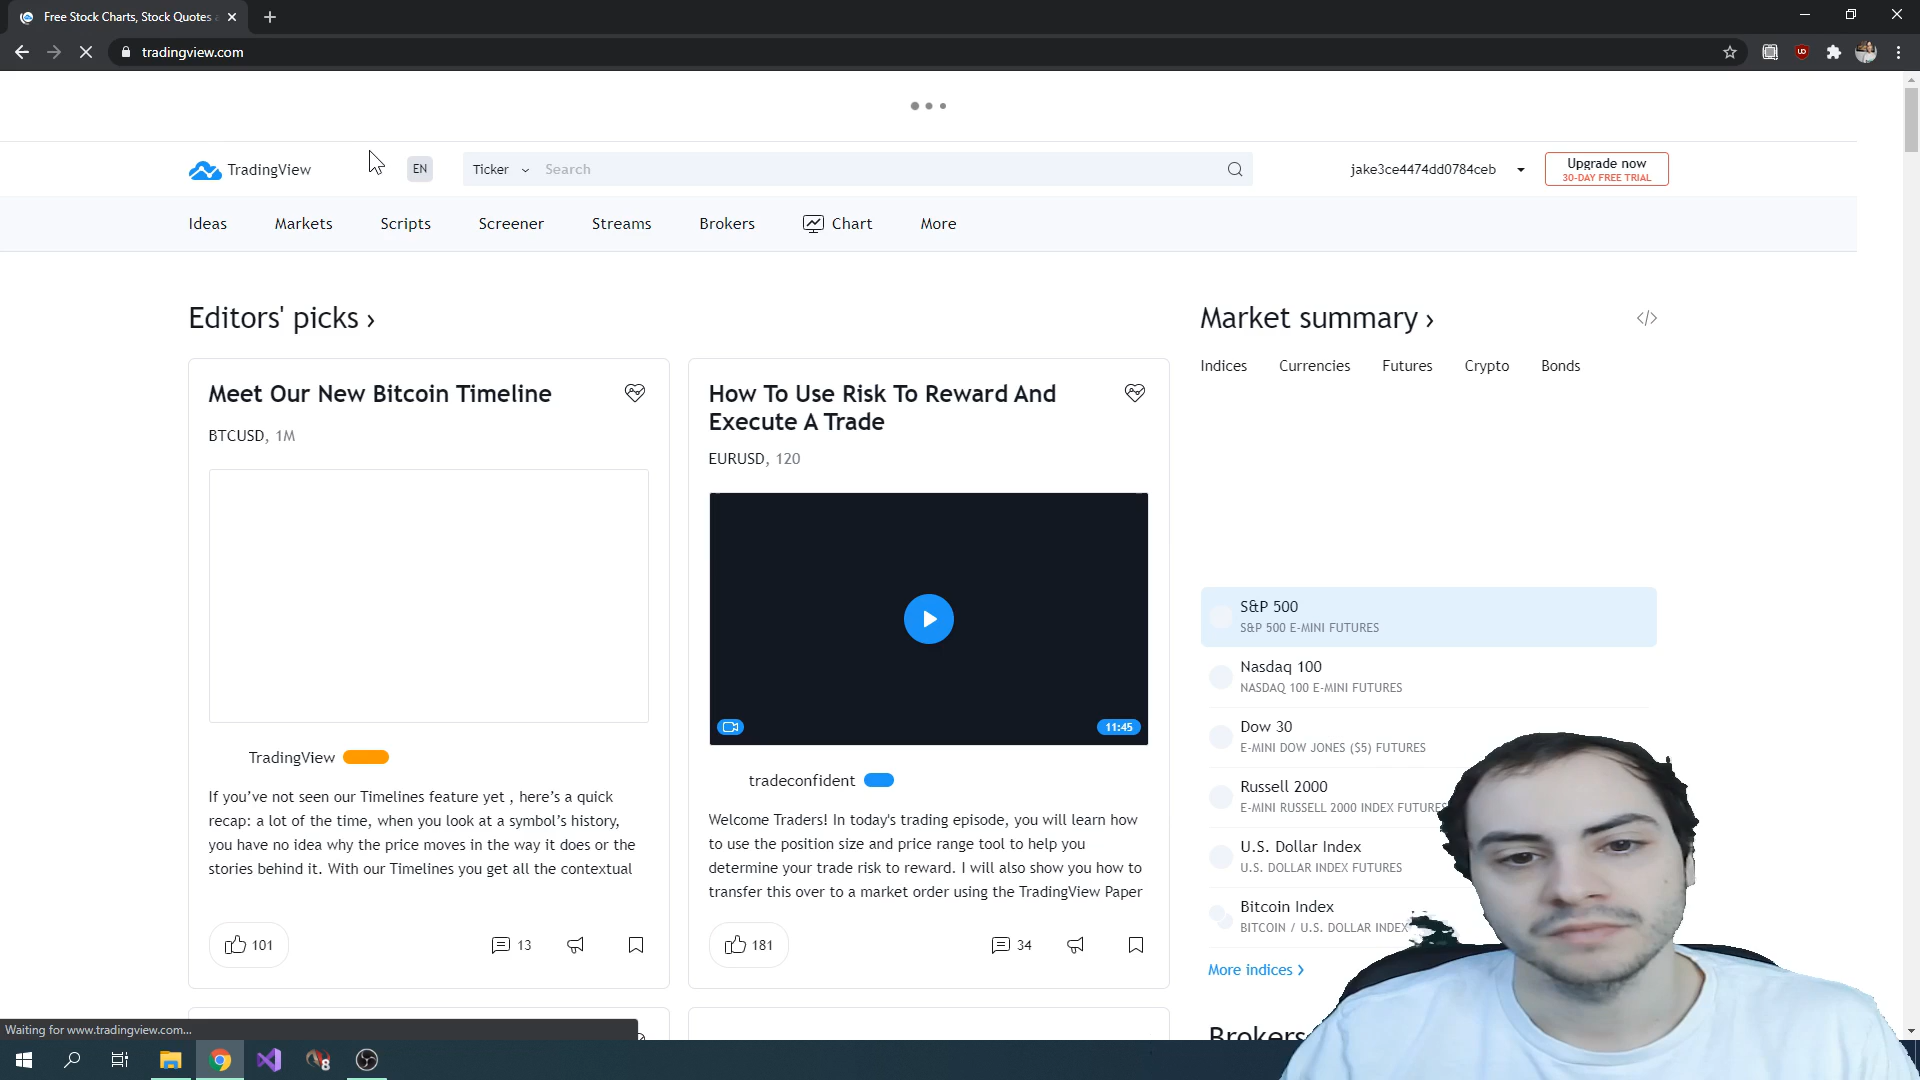 Free Stock Charts, Stock Quotes
tradingview.com
TradingView
EN
Ticker
Search
jake3ce4474dd0784ceb
Upgrade now
30-DAY FREE TRIAL
Ideas
Markets
Scripts
Screener
Streams
Brokers
Chart
More
Editors' picks ›
Meet Our New Bitcoin Timeline
BTCUSD, 1M
TradingView
If you’ve not seen our Timelines feature yet , here’s a quick
recap: a lot of the time, when you look at a symbol’s history,
you have no idea why the price moves in the way it does or the
stories behind it. With our Timelines you get all the contextual
101
13
How To Use Risk To Reward And
Execute A Trade
EURUSD, 120
11:45
tradeconfident
Welcome Traders! In today's trading episode, you will learn how
to use the position size and price range tool to help you
determine your trade risk to reward. I will also show you how to
transfer this over to a market order using the TradingView Paper
181
34
Market summary ›
Indices
Currencies
Futures
Crypto
Bonds
S&P 500
S&P 500 E-MINI FUTURES
Nasdaq 100
NASDAQ 100 E-MINI FUTURES
Dow 30
E-MINI DOW JONES ($5) FUTURES
Russell 2000
E-MINI RUSSELL 2000 INDEX FUTURES
U.S. Dollar Index
U.S. DOLLAR INDEX FUTURES
Bitcoin Index
BITCOIN / U.S. DOLLAR INDEX
More indices ›
Brokers
Waiting for www.tradingview.com...